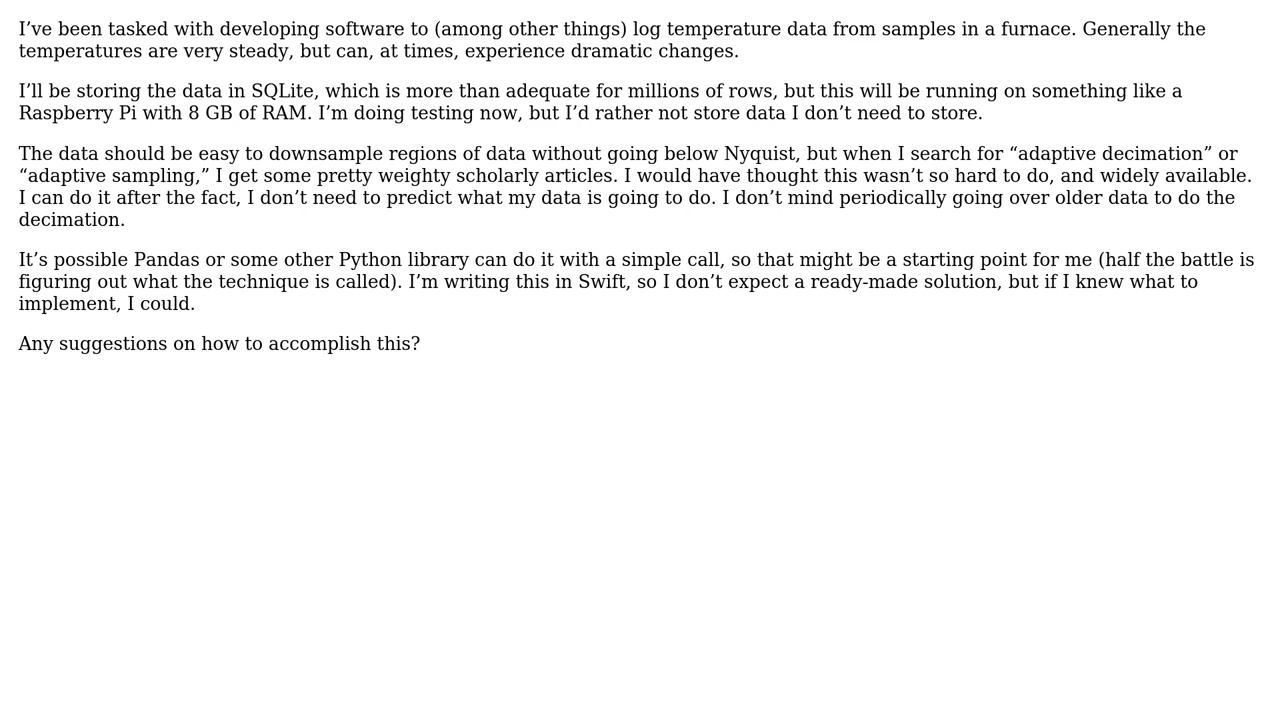 I’ve been tasked with developing software to (among other things) log temperature data from samples in a furnace. Generally the
temperatures are very steady, but can, at times, experience dramatic changes.
I’ll be storing the data in SQLite, which is more than adequate for millions of rows, but this will be running on something like a
Raspberry Pi with 8 GB of RAM. I’m doing testing now, but I’d rather not store data I don’t need to store.
The data should be easy to downsample regions of data without going below Nyquist, but when I search for “adaptive decimation” or
“adaptive sampling,” I get some pretty weighty scholarly articles. I would have thought this wasn’t so hard to do, and widely available.
I can do it after the fact, I don’t need to predict what my data is going to do. I don’t mind periodically going over older data to do the
decimation.
It’s possible Pandas or some other Python library can do it with a simple call, so that might be a starting point for me (half the battle is
figuring out what the technique is called). I’m writing this in Swift, so I don’t expect a ready-made solution, but if I knew what to
implement, I could.
Any suggestions on how to accomplish this?